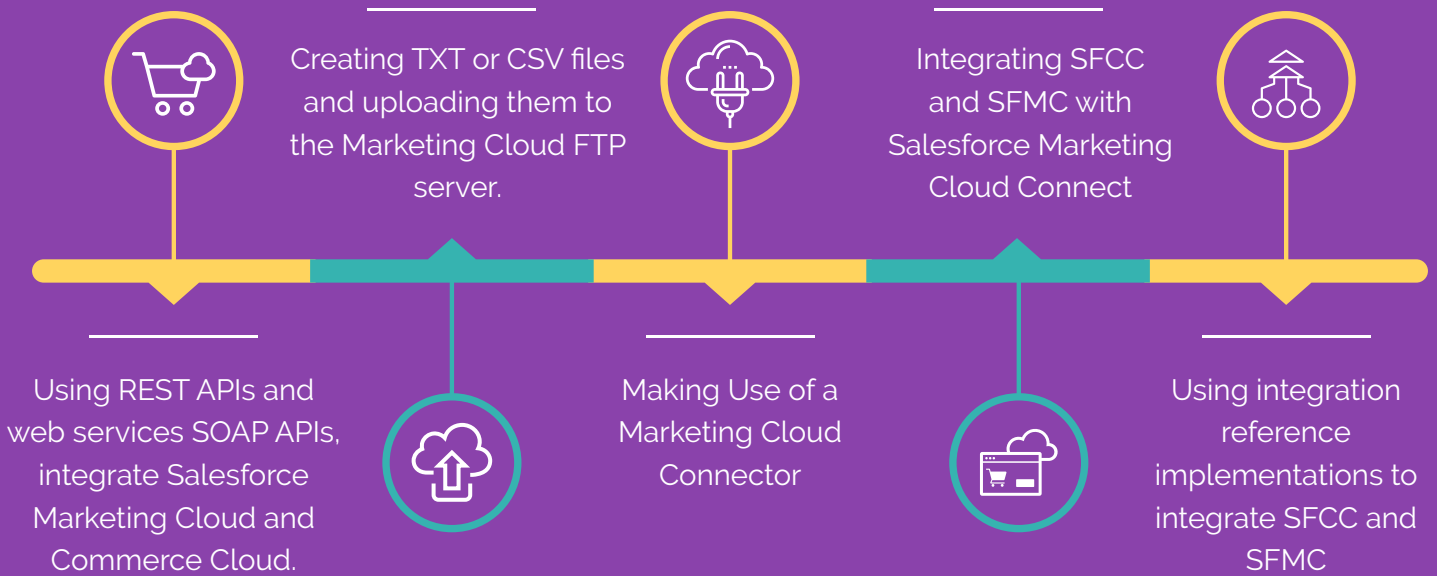 Using REST APIs and
web services SOAP APIs,
integrate Salesforce
Marketing Cloud and
Commerce Cloud.
Creating TXT or CSV files
and uploading them to
the Marketing Cloud FTP
server.
Making Use of a
Marketing Cloud
Connector
Integrating SFCC
and SFMC with
Salesforce Marketing
Cloud Connect
Using integration
reference
implementations to
integrate SFCC and
SFMC